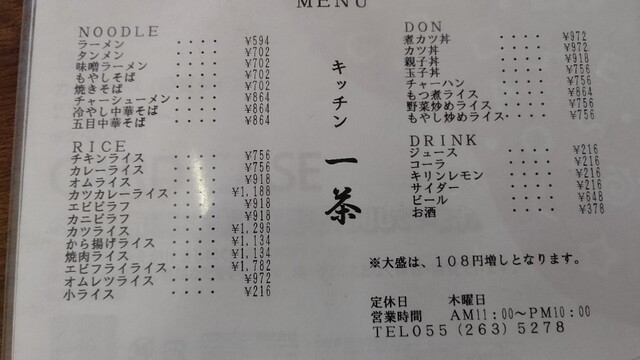 MENU
NOODLE
ラーメン ・・・・ ¥594
タンメン ・・・・ ¥702
味噌ラーメン ・・・・ ¥702
もやしそば ・・・・ ¥702
焼きそば ・・・・ ¥702
チャーシューメン ・・・・ ¥864
冷やし中華そば ・・・・ ¥864
五目中華そば ・・・・ ¥864
RICE
チキンライス ・・・・ ¥756
カレーライス ・・・・ ¥756
オムライス ・・・・ ¥918
カツカレーライス ・・・・ ¥1,188
エビピラフ ・・・・ ¥918
カニピラフ ・・・・ ¥918
カツライス ・・・・ ¥1,296
から揚げライス ・・・・ ¥1,134
焼肉ライス ・・・・ ¥1,134
エビフライライス ・・・・ ¥1,782
オムレツライス ・・・・ ¥972
小ライス ・・・・ ¥216
キッチン 一茶
DON
煮カツ丼 ・・・・ ¥972
カツ丼 ・・・・ ¥972
親子丼 ・・・・ ¥918
玉子丼 ・・・・ ¥756
チャーハン ・・・・ ¥756
もつ煮ライス ・・・・ ¥864
野菜炒めライス ・・・・ ¥756
もやし炒めライス ・・・・ ¥756
DRINK
ジュース ・・・・ ¥216
コーラ ・・・・ ¥216
キリンレモン ・・・・ ¥216
サイダー ・・・・ ¥216
ビール ・・・・ ¥648
お酒 ・・・・ ¥378
※大盛は、108円増しとなります。
定休日 木曜日
営業時間 AM11:00～PM10:00
TEL055(263)5278